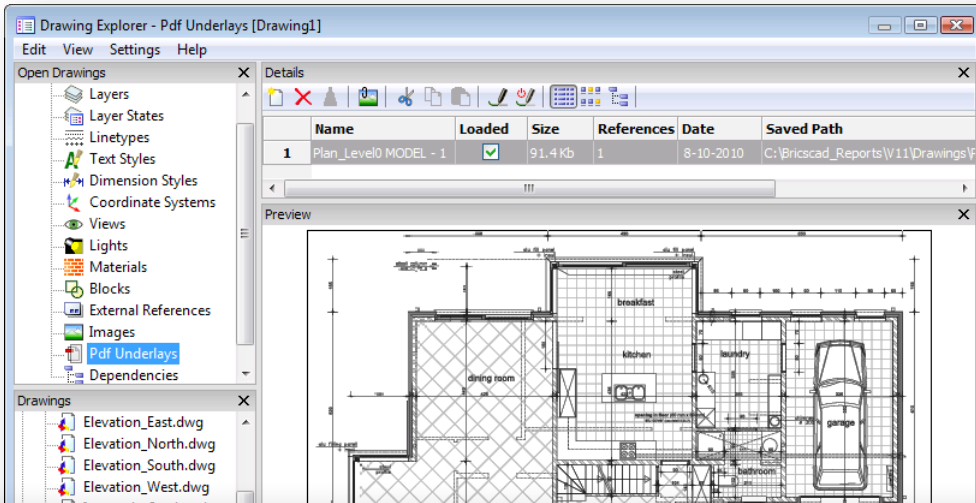 Drawing Explorer - Pdf Underlays [Drawing1]
Edit View Settings Help
Open Drawings
Layers
Layer States
Linetypes
Text Styles
Dimension Styles
Coordinate Systems
Views
Lights
Materials
Blocks
External References
Images
Pdf Underlays
Dependencies
Drawings
Elevation_East.dwg
Elevation_North.dwg
Elevation_South.dwg
Elevation_West.dwg
Details
Name Loaded Size References Date Saved Path
1 Plan_Level0 MODEL - 1 91.4 Kb 1 8-10-2010 C:\Bricscad_Reports\V11\Drawings\
Preview
breakfast
kitchen
laundry
dining room
garage
bathroom